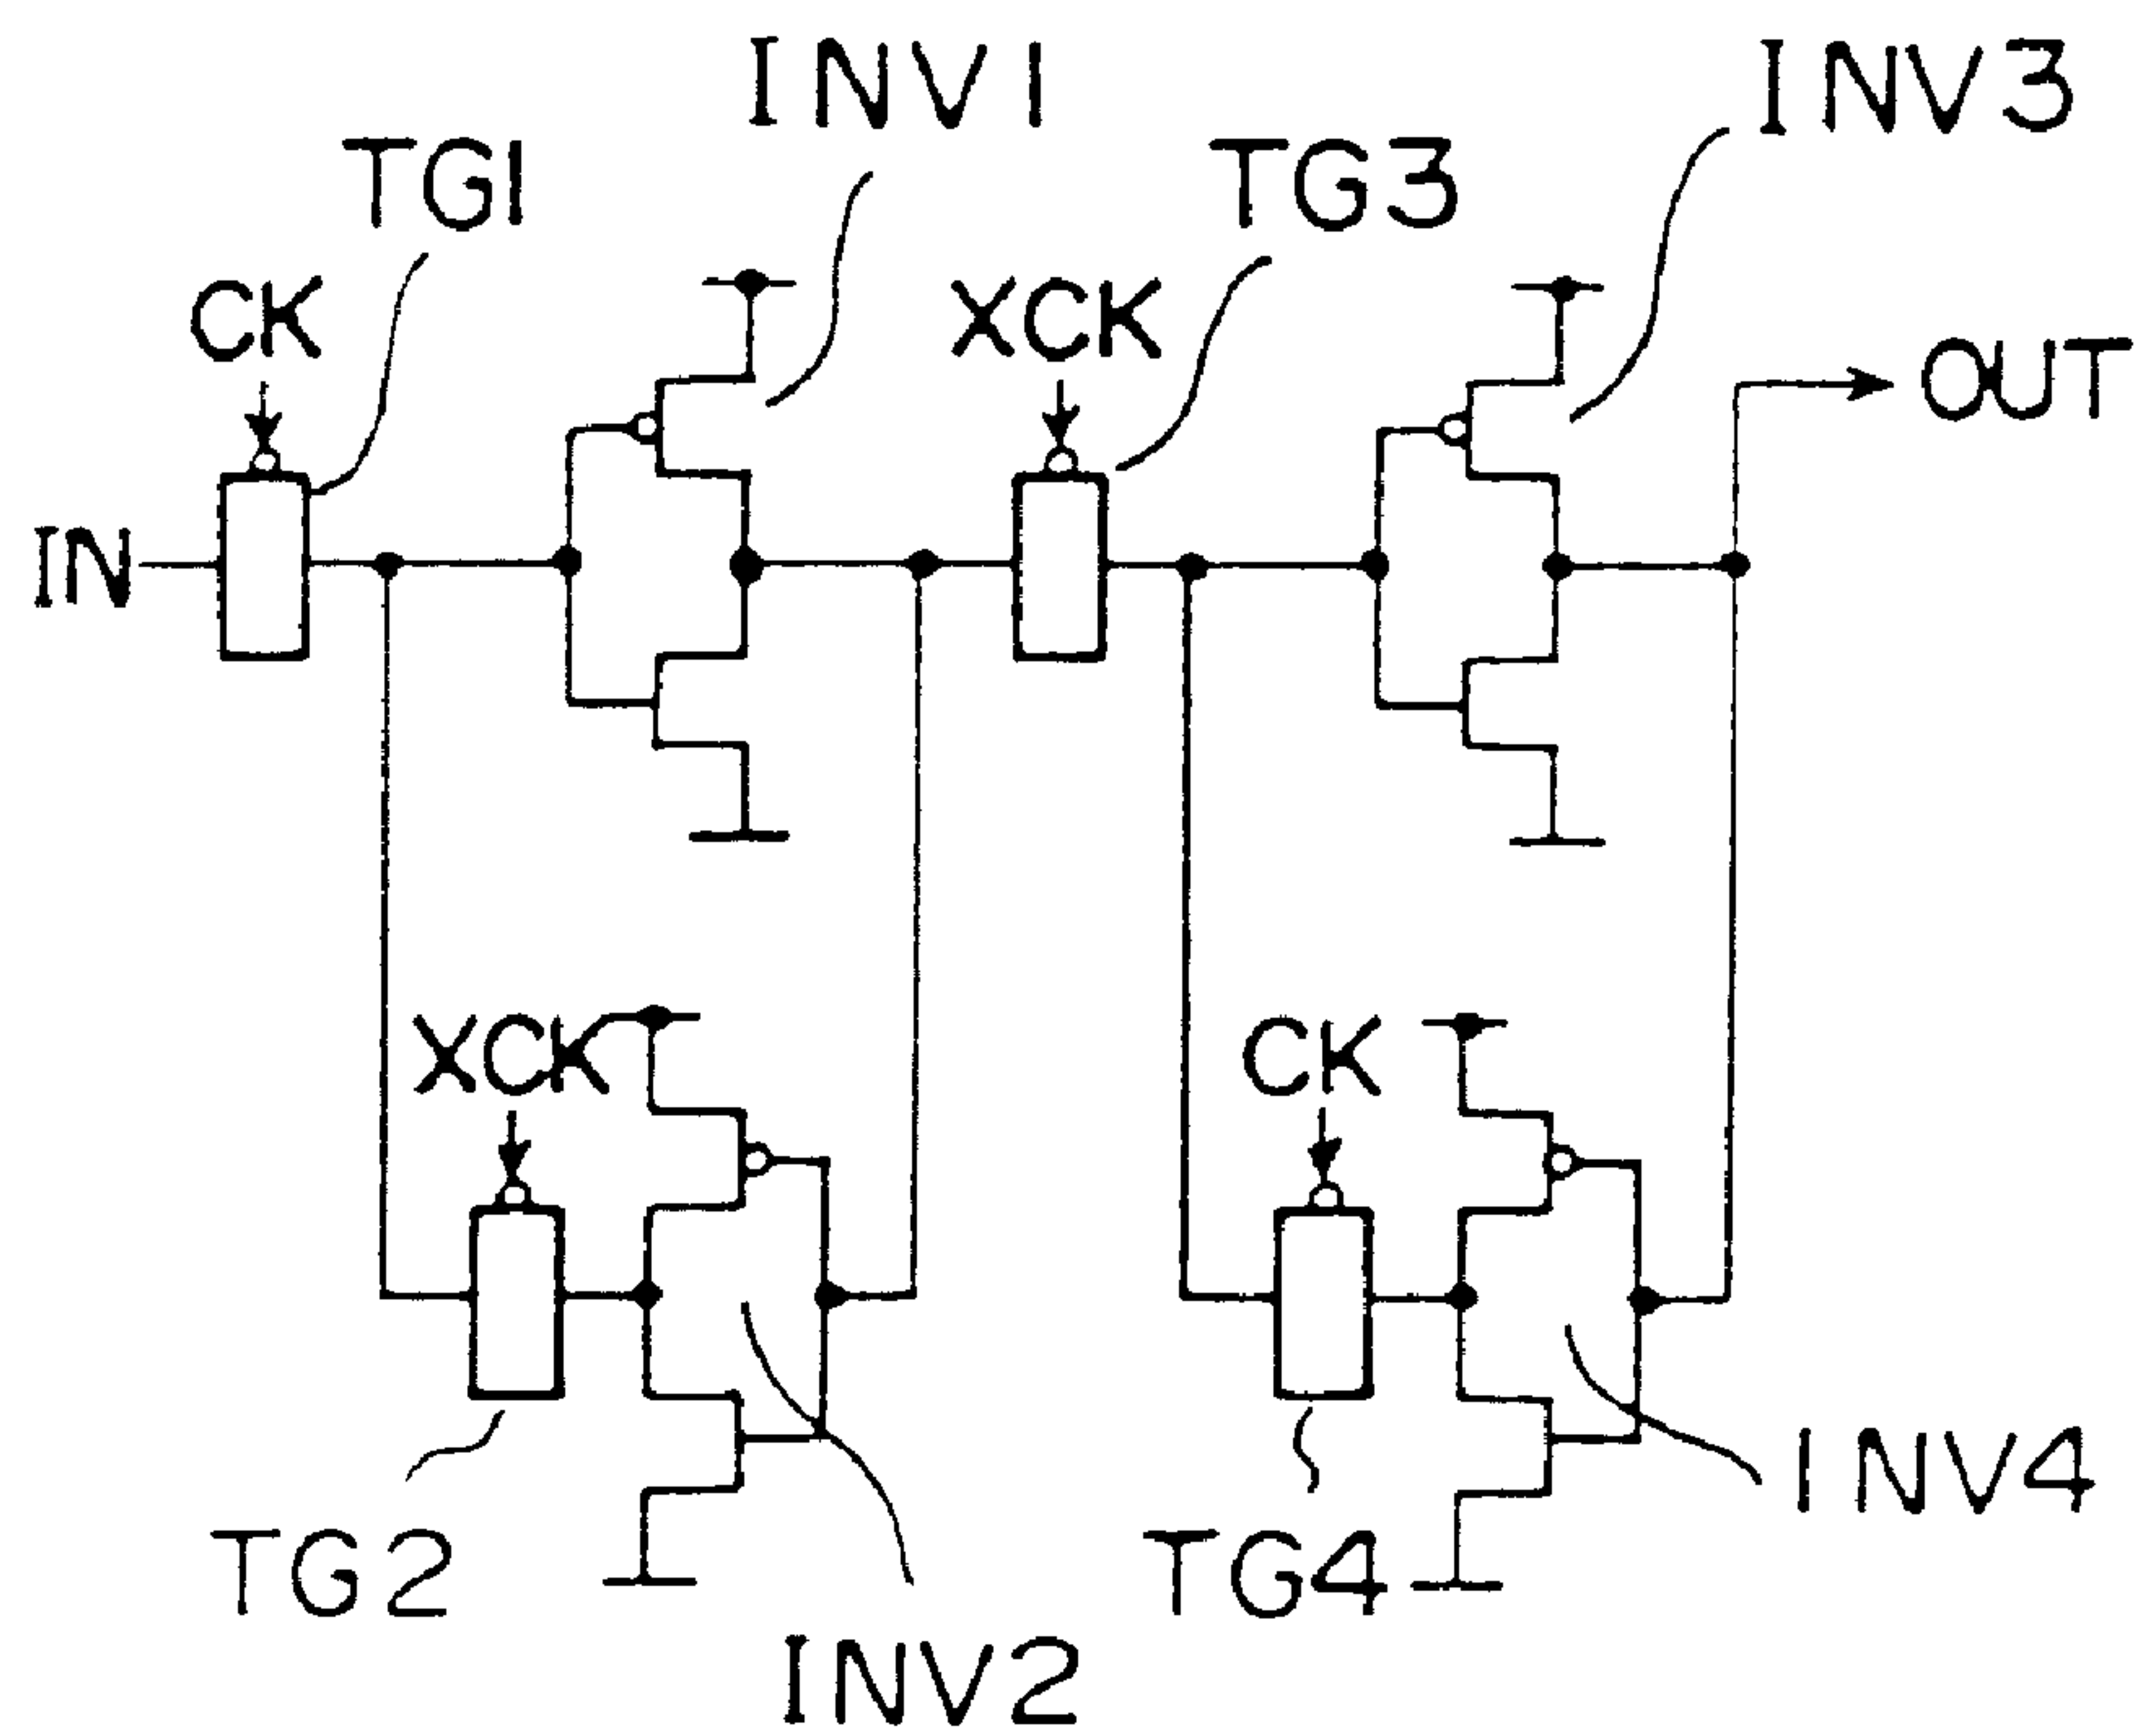 INV1
INV3
TG1
TG3
CK
XCK
OUT
IN
XCK
CK
INV4
TG2
TG4
INV2